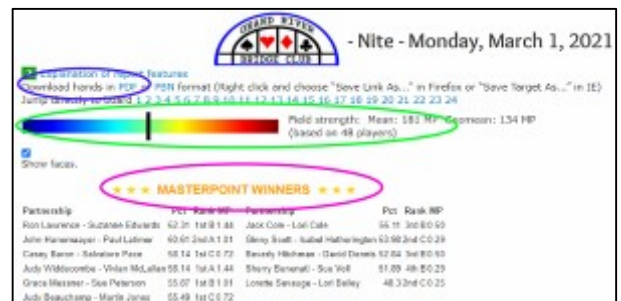 GRAND RIVER
BRIDGE CLUB
- Nite - Monday, March 1, 2021
Explanation of report features
Download hands in PDF or PBN format (Right click and choose "Save Link As..." in Firefox or "Save Target As..." in IE)
Jump directly to board 1 2 3 4 5 6 7 8 9 10 11 12 13 14 15 16 17 18 19 20 21 22 23 24
Field strength: Mean: 181 MP Geomean: 134 MP
(based on 48 players)
Show faces.
MASTERPOINT WINNERS
Partnership Pct Rank MP Partnership Pct Rank MP
Ron Lawrence - Suzanne Edwards 62.31 1st B 1.44 Jack Cole - Lori Cole 55.11 3rd B 0.50
Paul Latimer 60.61 2nd A 1.01 Ginny Scott - Isabel Hetherington 53.98 2nd C 0.29
Casey Baron - Salvatore Pace 58.14 1st C 0.72 Beverly Hitchman - David Dennis 52.84 3rd B 0.50
Judy Widdecombe - Vivian McLellan 58.14 1st A 1.44 Sherry Benenati - Sue Voll 51.89 4th B 0.29
Grace Messner - Sue Peterson 55.87 1st B 1.01 Lorette Savauge - Lori Bailey 48.3 2nd C 0.25
Judy Beauchamp - Martin Jones 55.49 1st C 0.72